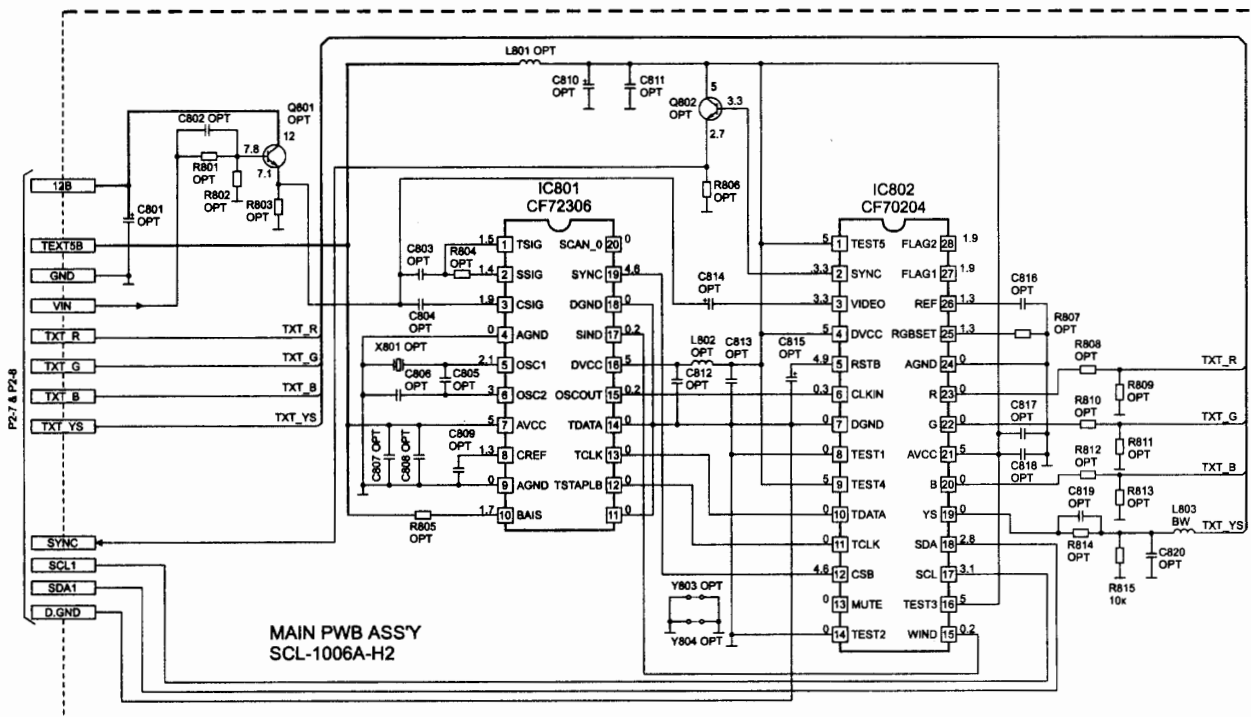 L801 OPT
C810
OPT
C811
OPT
Q802
OPT
5
3.3
2.7
C802 OPT
Q801
OPT
12
7.8
7.1
R801
OPT
R802
OPT
R803
OPT
R806
OPT
12B
C801
OPT
TEXT5B
GND
VIN
TXT_R
TXT_R
TXT_G
TXT_G
TXT_B
TXT_B
TXT_YS
TXT_YS
P2-7 & P2-8
SYNC
SCL1
SDA1
D.GND
C803
OPT
R804
OPT
C804
OPT
X801 OPT
C806
OPT
C805
OPT
C807 OPT
C808 OPT
C809
OPT
R805
OPT
IC801
CF72306
1.5 1 TSIG SCAN_0 20 0
1.4 2 SSIG SYNC 19 4.6
1.9 3 CSIG DGND 18 0
0 4 AGND SIND 17 0.2
2.1 5 OSC1 DVCC 16 5
3 6 OSC2 OSCOUT 15 0.2
5 7 AVCC TDATA 14 0
1.3 8 CREF TCLK 13 0
0 9 AGND TSTAPLB 12 0
1.7 10 BAIS 11 0
C814
OPT
L802
OPT
C812
OPT
C813
OPT
C815
OPT
Y803 OPT
Y804 OPT
IC802
CF70204
5 1 TEST5 FLAG2 28 1.9
3.3 2 SYNC FLAG1 27 1.9
3.3 3 VIDEO REF 26 1.3
5 4 DVCC RGBSET 25 1.3
4.9 5 RSTB AGND 24 0
0.3 6 CLKIN R 23 0
0 7 DGND G 22 0
0 8 TEST1 AVCC 21 5
5 9 TEST4 B 20 0
0 10 TDATA YS 19 0
0 11 TCLK SDA 18 2.8
4.6 12 CSB SCL 17 3.1
0 13 MUTE TEST3 16 5
0 14 TEST2 WIND 15 0.2
C816
OPT
R807
OPT
R808
OPT
TXT_R
R809
OPT
R810
OPT
TXT_G
C817
OPT
R811
OPT
C818
OPT
R812
OPT
TXT_B
R813
OPT
C819
OPT
L803
BW
TXT_YS
R814
OPT
C820
OPT
R815
10к
MAIN PWB ASS'Y
SCL-1006A-H2